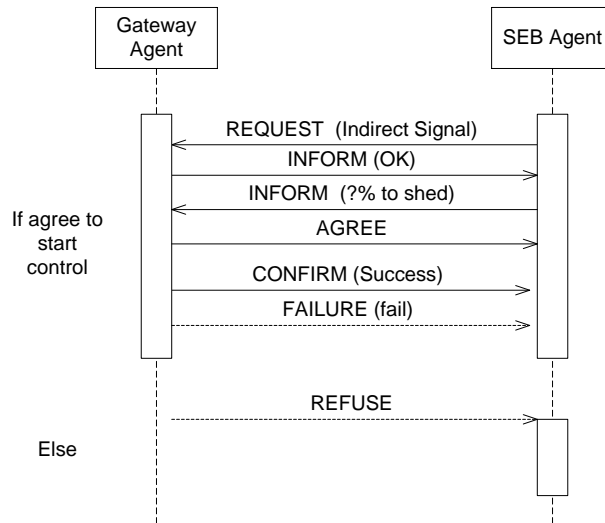 Gateway
Agent
SEB Agent
REQUEST (Indirect Signal)
INFORM (OK)
INFORM (?% to shed)
If agree to
start
control
AGREE
CONFIRM (Success)
FAILURE (fail)
REFUSE
Else